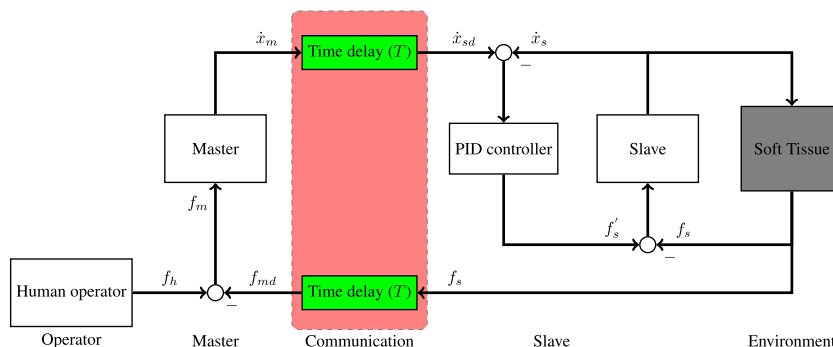 ẋ_m
Time delay (T)
ẋ_sd
ẋ_s
−
Master
PID controller
Slave
Soft Tissue
f_m
f_s'
f_s
−
Human operator
f_h
f_md
−
Time delay (T)
f_s
Operator
Master
Communication
Slave
Environment